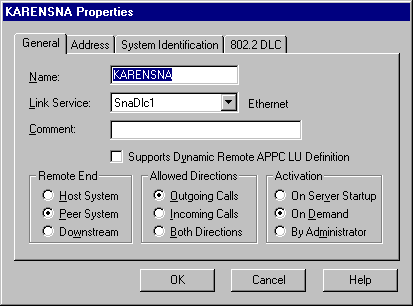 KARENSNA Properties
General Address System Identification 802.2 DLC
Name: KARENSNA
Link Service: SnaDlc1 Ethernet
Comment:
Supports Dynamic Remote APPC LU Definition
Remote End Allowed Directions Activation
Host System Outgoing Calls On Server Startup
Peer System Incoming Calls On Demand
Downstream Both Directions By Administrator
OK Cancel Help